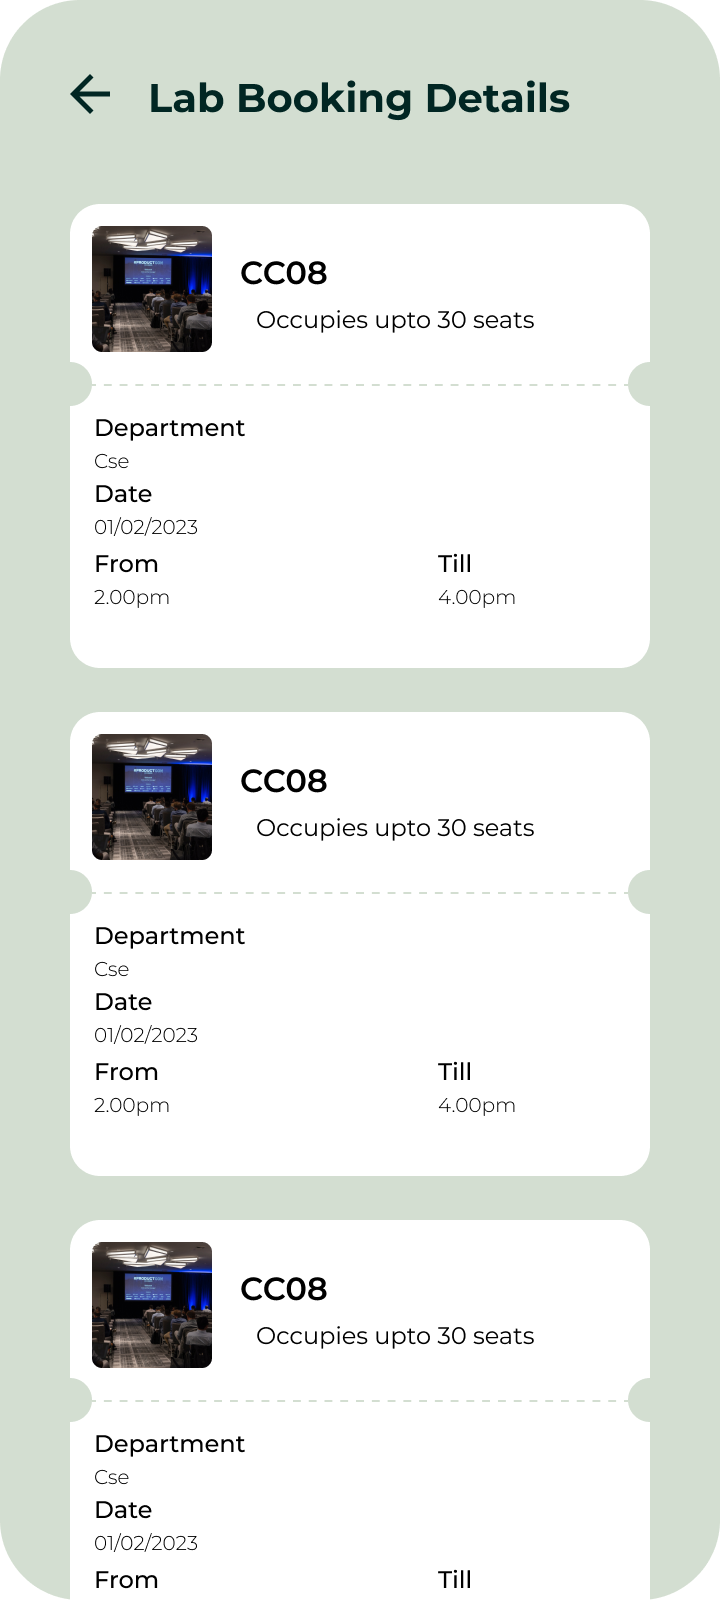 Lab Booking Details
CC08
Occupies upto 30 seats
Department
Cse
Date
01/02/2023
From Till
2.00pm 4.00pm
CC08
Occupies upto 30 seats
Department
Cse
Date
01/02/2023
From Till
2.00pm 4.00pm
CC08
Occupies upto 30 seats
Department
Cse
Date
01/02/2023
From Till